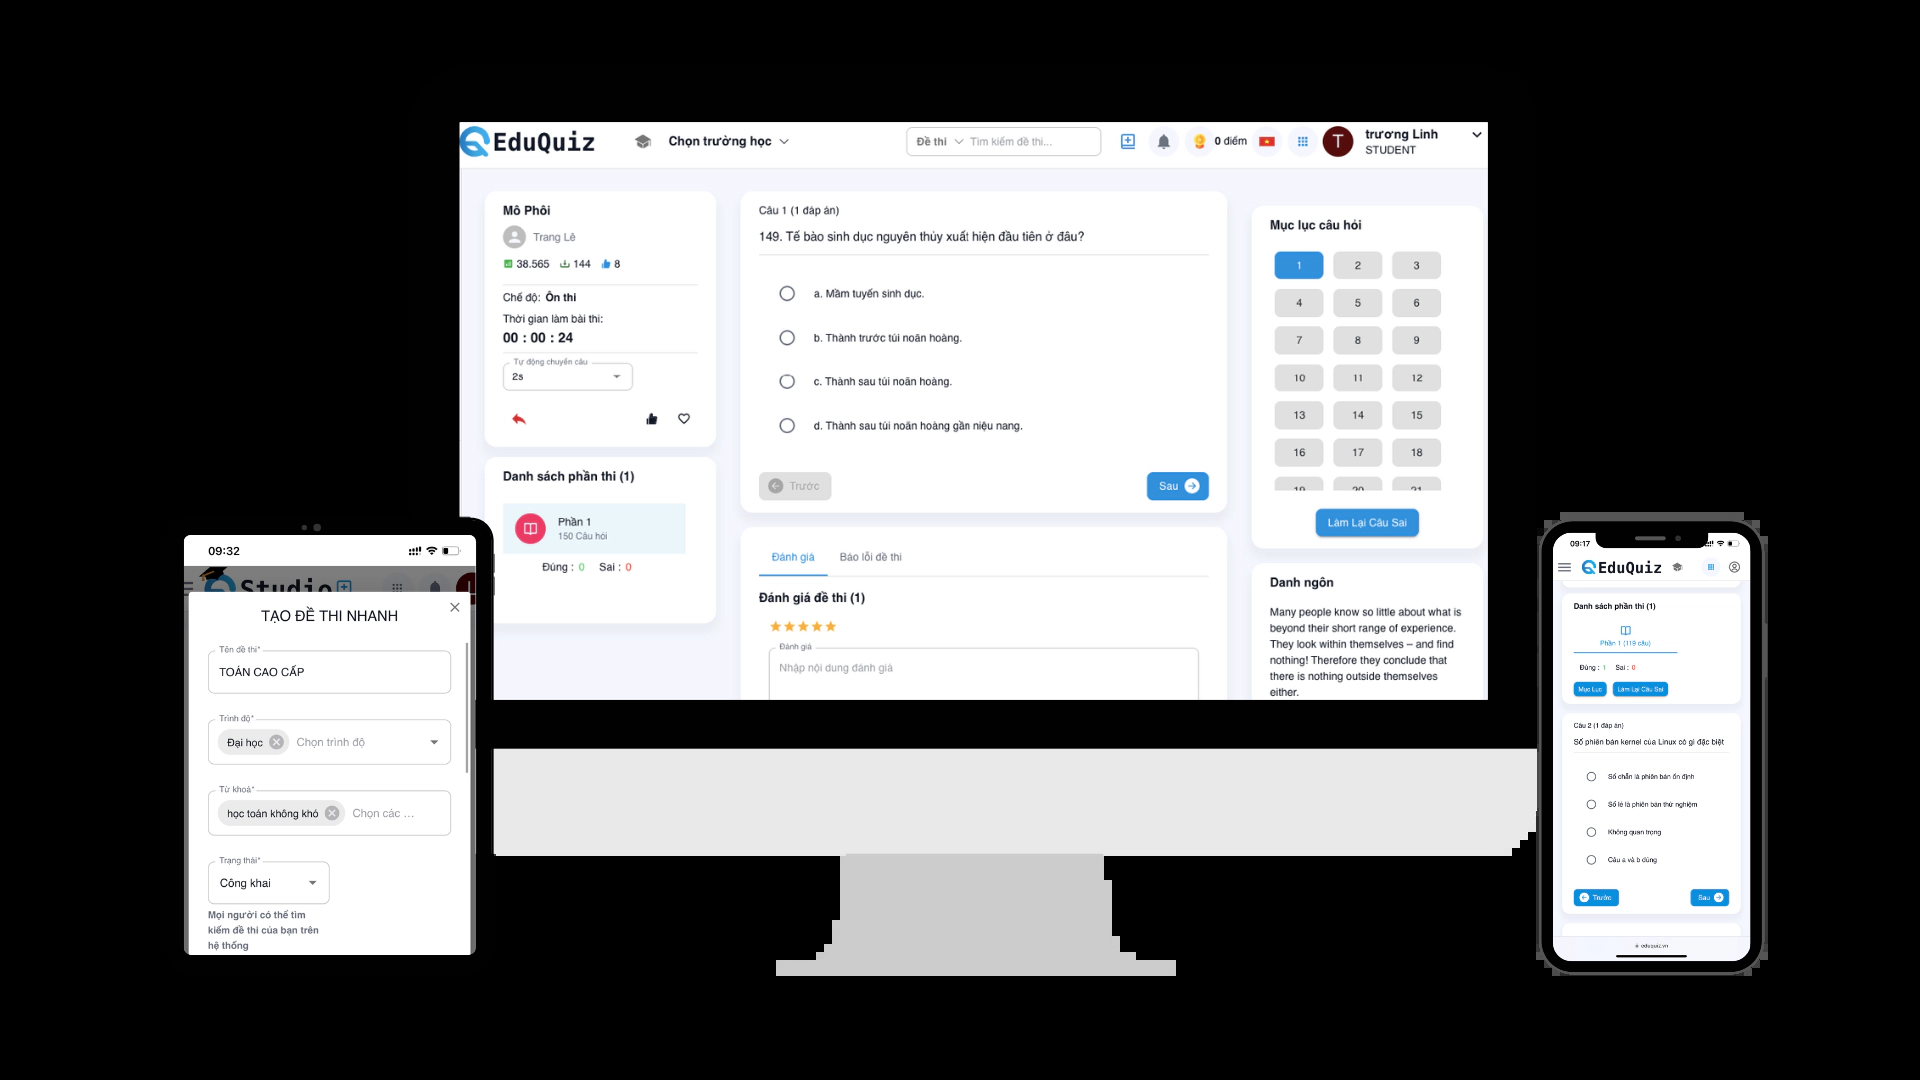 EduQuiz
Chọn trường học
Đề thi
Tìm kiếm đề thi...
0 điểm
T
trương Linh
STUDENT
Mô Phôi
Trang Lê
38.565
144
8
Chế độ: Ôn thi
Thời gian làm bài thi:
00 : 00 : 24
Tự động chuyển câu
2s
Danh sách phần thi (1)
Phần 1
150 Câu hỏi
Đúng : 0 Sai : 0
Câu 1 (1 đáp án)
149. Tế bào sinh dục nguyên thủy xuất hiện đầu tiên ở đâu?
a. Mầm tuyến sinh dục.
b. Thành trước túi noãn hoàng.
c. Thành sau túi noãn hoàng.
d. Thành sau túi noãn hoàng gần niệu nang.
Trước
Sau
Đánh giá
Báo lỗi đề thi
Đánh giá đề thi (1)
Đánh giá
Nhập nội dung đánh giá
Mục lục câu hỏi
1 2 3
4 5 6
7 8 9
10 11 12
13 14 15
16 17 18
19 20 21
Làm Lại Câu Sai
Danh ngôn
Many people know so little about what is
beyond their short range of experience.
They look within themselves – and find
nothing! Therefore they conclude that
there is nothing outside themselves
either.
09:32
Studio
TẠO ĐỀ THI NHANH
Tên đề thi*
TOÁN CAO CẤP
Trình độ*
Đại học
Chọn trình độ
Từ khoá*
học toán không khó
Chọn các ...
Trạng thái*
Công khai
Mọi người có thể tìm
kiếm đề thi của bạn trên
hệ thống
09:17
EduQuiz
Danh sách phần thi (1)
Phần 1 (119 câu)
Đúng : 1 Sai : 0
Mục Lục
Làm Lại Câu Sai
Câu 2 (1 đáp án)
Số phiên bản kernel của Linux có gì đặc biệt
Số chẵn là phiên bản ổn định
Số lẻ là phiên bản thử nghiệm
Không quan trọng
Câu a và b đúng
Trước
Sau
eduquiz.vn